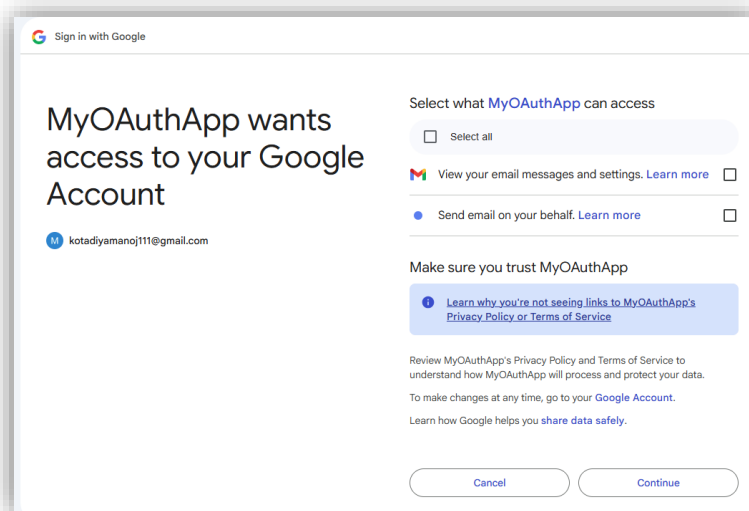 Sign in with Google
MyOAuthApp wants
access to your Google
Account
M kotadiyamanoj111@gmail.com
Select what MyOAuthApp can access
Select all
View your email messages and settings. Learn more
Send email on your behalf. Learn more
Make sure you trust MyOAuthApp
Learn why you're not seeing links to MyOAuthApp's
Privacy Policy or Terms of Service
Review MyOAuthApp's Privacy Policy and Terms of Service to
understand how MyOAuthApp will process and protect your data.
To make changes at any time, go to your Google Account.
Learn how Google helps you share data safely.
Cancel
Continue